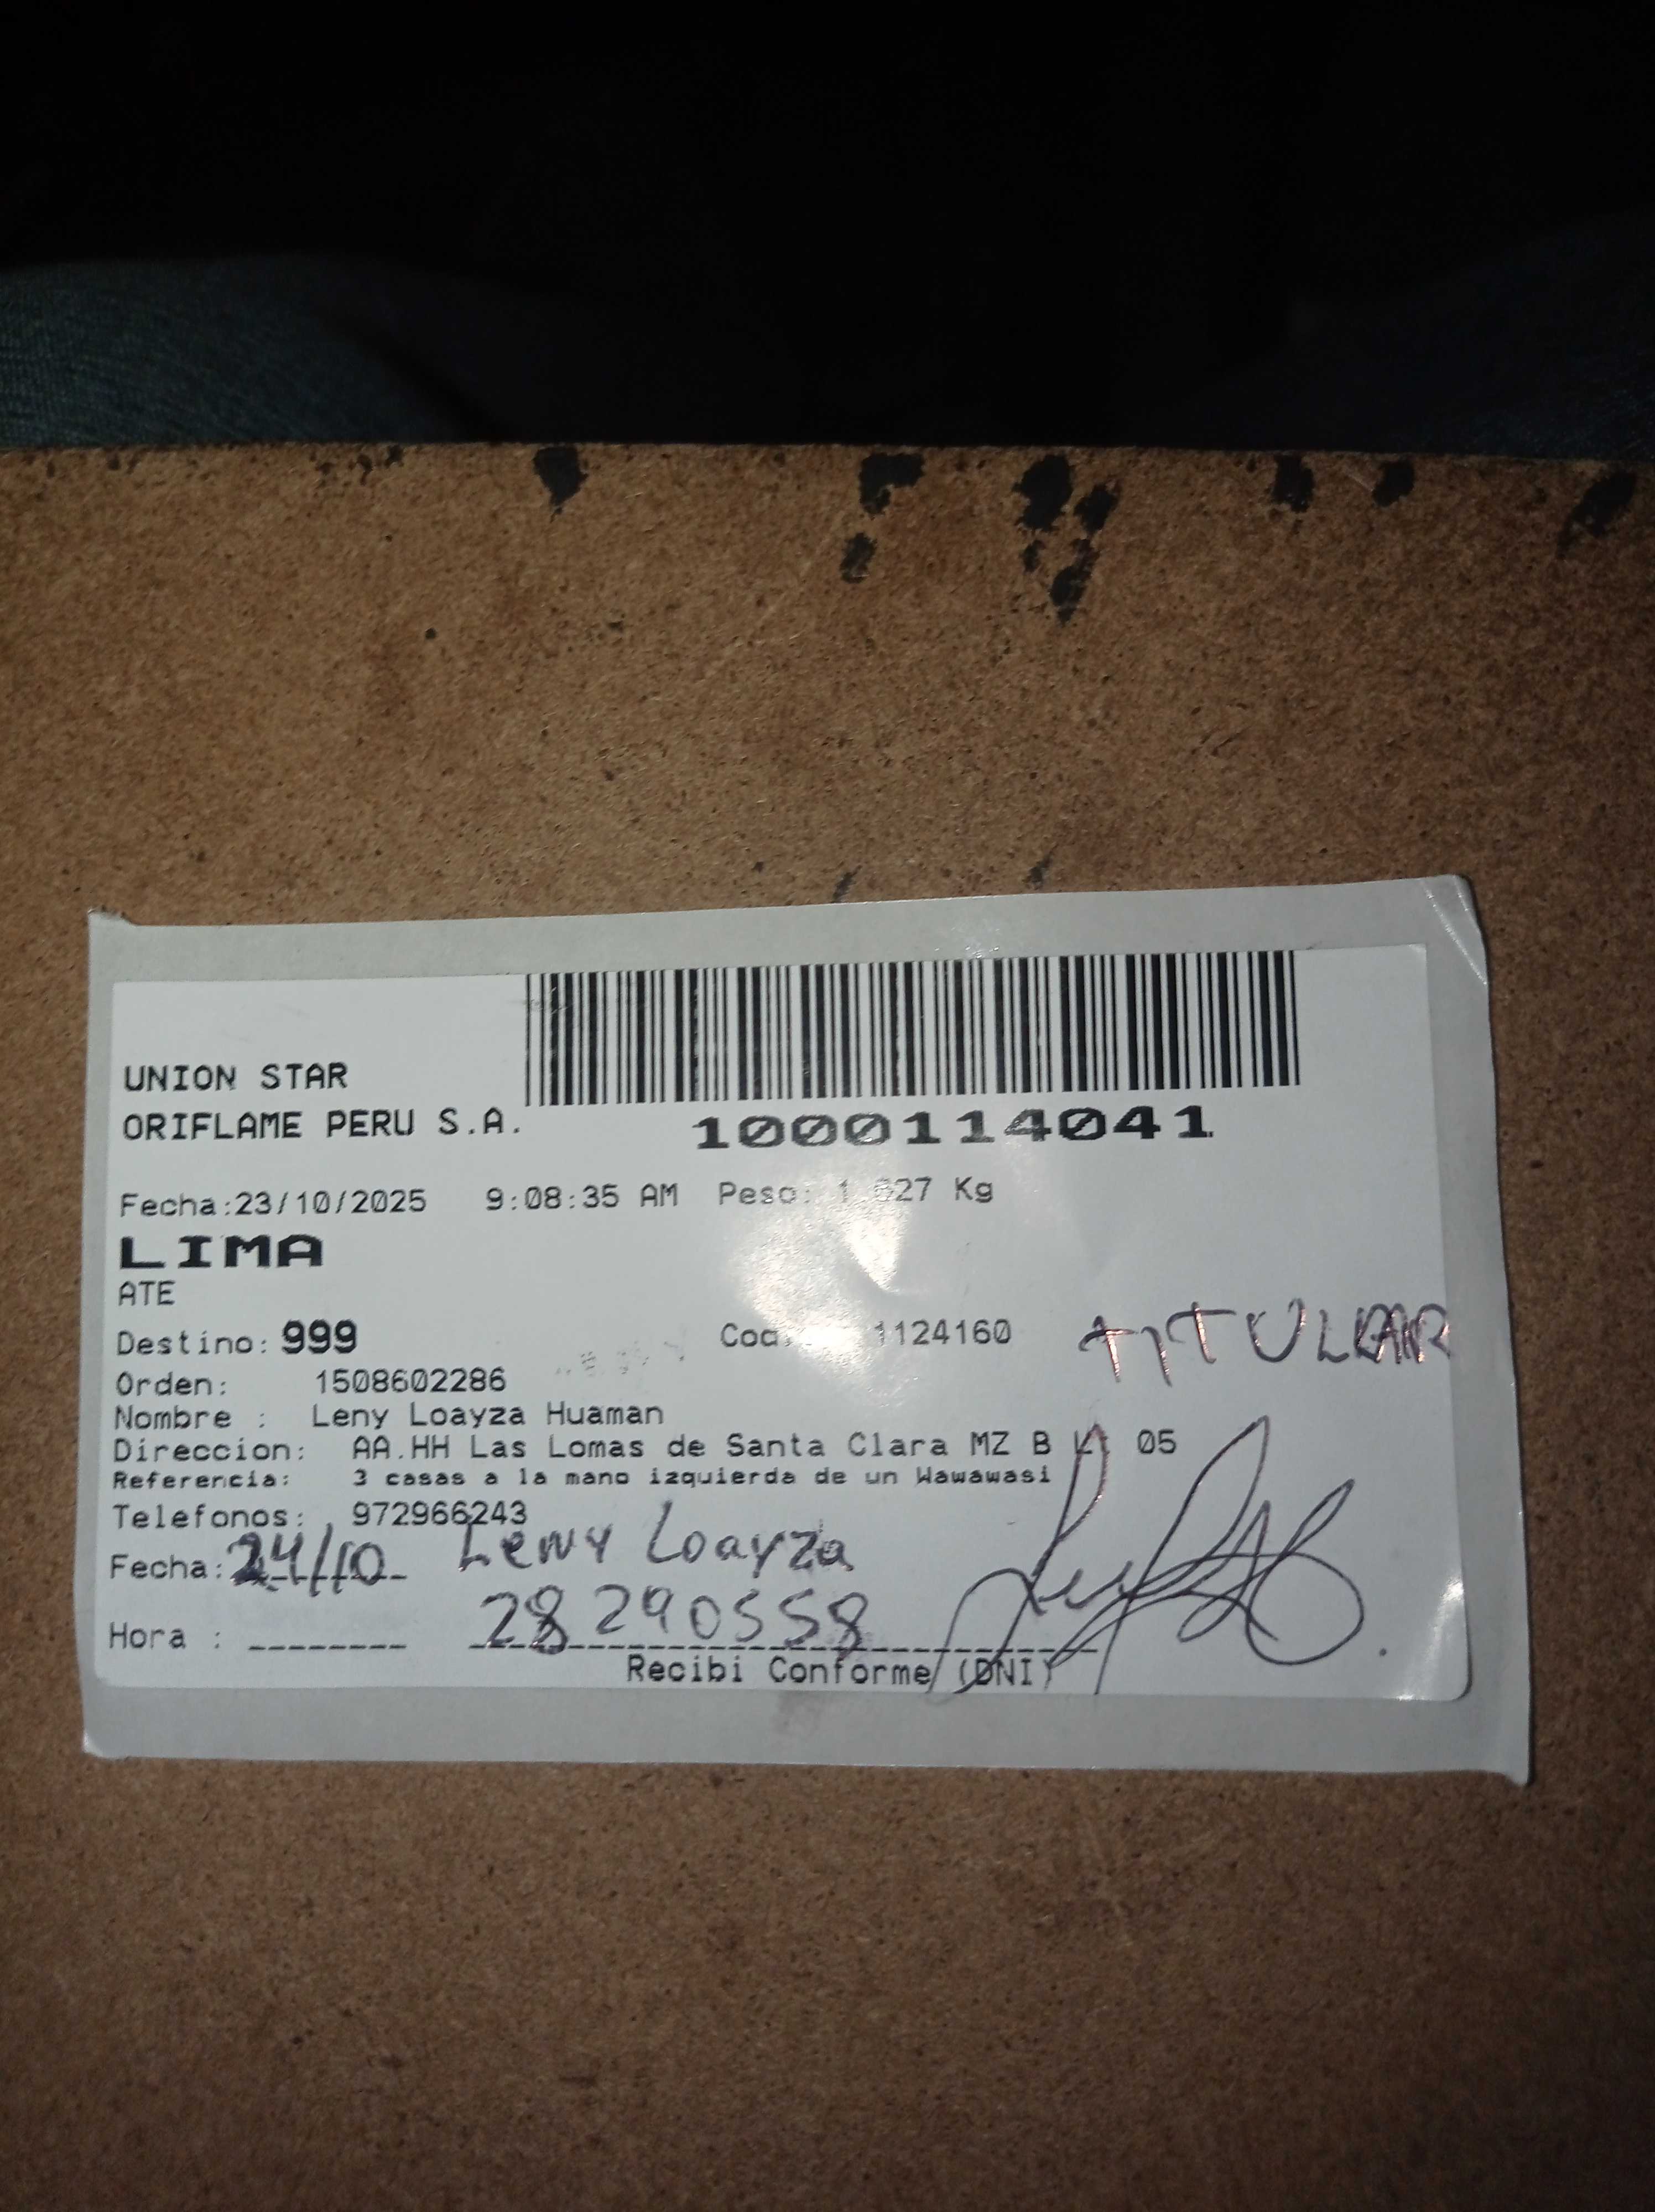 UNION STAR
ORIFLAME PERU S.A.
1000114041
Fecha:23/10/2025 9:08:35 AM Peso: Kg
LIMA
ATE
Destino: 999 1124160 TITULAR
Orden: 1508602286
Nombre : Leny Loayza Huaman
Direccion: AA.HH Las Lomas de Santa Clara MZ B 05
Referencia: 3 casas a la mano izquierda de un Wawawasi
Telefonos: 972966243
Fecha: 24/10 Leny Loayza
Hora : 28290558
Recibi Conforme (DNI)